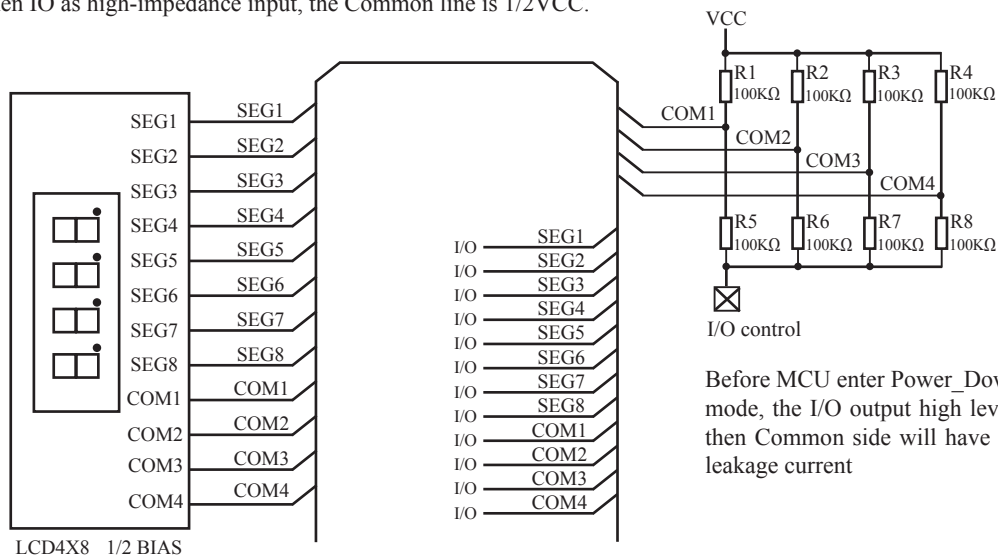 IO as high-impedance input, the Common line is 1/2VCC.
VCC
R1
100KΩ
R2
100KΩ
R3
100KΩ
R4
100KΩ
COM1
COM2
COM3
COM4
R5
100KΩ
R6
100KΩ
R7
100KΩ
R8
100KΩ
I/O control
SEG1 SEG1
SEG2 SEG2
SEG3 SEG3
SEG4 SEG4
SEG5 SEG5
SEG6 SEG6
SEG7 SEG7
SEG8 SEG8
COM1 COM1
COM2 COM2
COM3 COM3
COM4 COM4
LCD4X8 1/2 BIAS
I/O SEG1
I/O SEG2
I/O SEG3
I/O SEG4
I/O SEG5
I/O SEG6
I/O SEG7
I/O SEG8
I/O COM1
I/O COM2
I/O COM3
I/O COM4
Before MCU enter
mode, the I/O output high
then Common side will have
leakage current